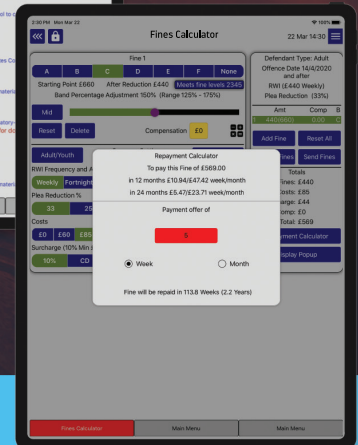 2:30 PM Mon Mar 22
100%
Fines Calculator
22 Mar 14:30
Fine 1
A B C D E F None
Starting Point £660 After Reduction £440 Meets fine levels 2345
Band Percentage Adjustment 150% (Range 125% - 175%)
Mid
Reset Delete Compensation £0
Adult/Youth
RWI Frequency and A
Weekly Fortnigh
Plea Reduction %
33 25
Costs
£0 £60 £85
Surcharge (10% Min
10% CD
Defendant Type: Adult
Offence Date 14/4/2020
and after
RWI (£440 Weekly)
Plea Reduction (33%)
Amt Comp B
1 440(660) 0.00 C
Add Fine Reset All
Fines Send Fines
Totals
Fines: £440
Costs: £85
arge: £44
omp: £0
Total: £569
yment Calculator
isplay Popup
Repayment Calculator
To pay this Fine of £569.00
in 12 months £10.94/£47.42 week/month
in 24 months £5.47/£23.71 week/month
Payment offer of
5
Week Month
Fine will be repaid in 113.8 Weeks (2.2 Years)
Fines Calculator Main Menu Main Menu